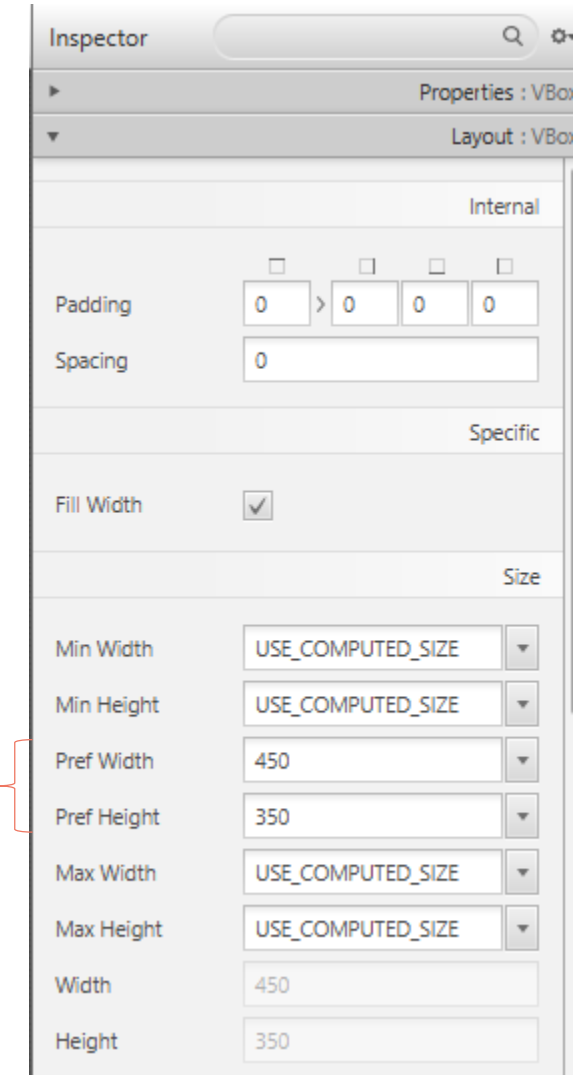 Inspector
Properties : VBox
Layout : VBox
Internal
Padding 0 0 0 0
Spacing 0
Specific
Fill Width
Size
Min Width USE_COMPUTED_SIZE
Min Height USE_COMPUTED_SIZE
Pref Width 450
Pref Height 350
Max Width USE_COMPUTED_SIZE
Max Height USE_COMPUTED_SIZE
Width 450
Height 350